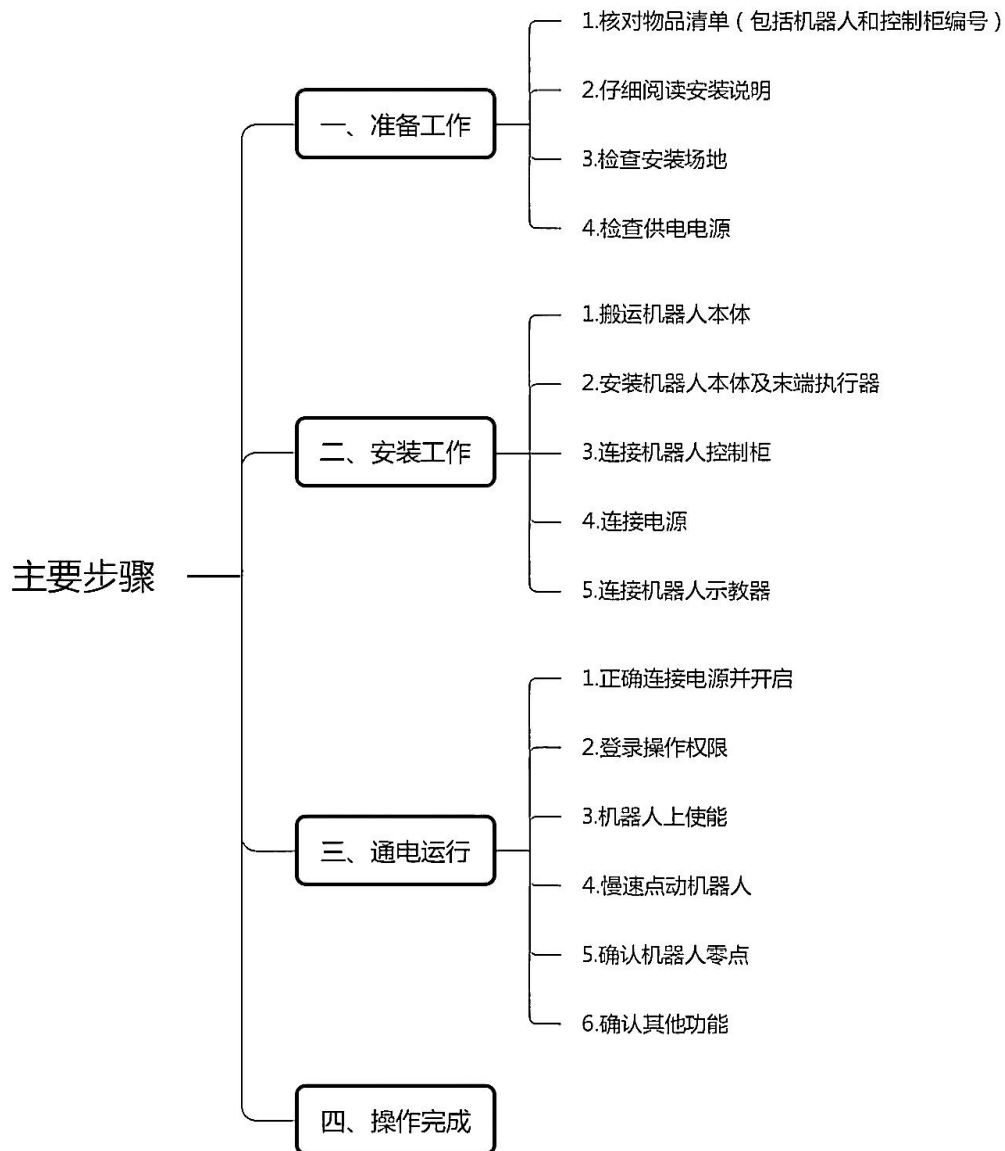 主要步骤
一、准备工作
1.核对物品清单（包括机器人和控制柜编号）
2.仔细阅读安装说明
3.检查安装场地
4.检查供电电源
二、安装工作
1.搬运机器人本体
2.安装机器人本体及末端执行器
3.连接机器人控制柜
4.连接电源
5.连接机器人示教器
三、通电运行
1.正确连接电源并开启
2.登录操作权限
3.机器人上使能
4.慢速点动机器人
5.确认机器人零点
6.确认其他功能
四、操作完成